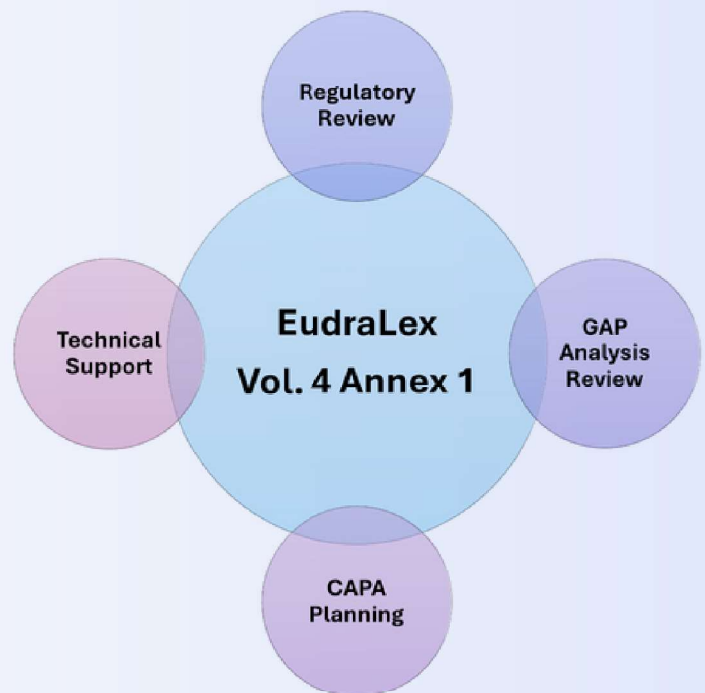 Regulatory
Review
EudraLex
Vol. 4 Annex 1
Technical
Support
GAP
Analysis
Review
CAPA
Planning